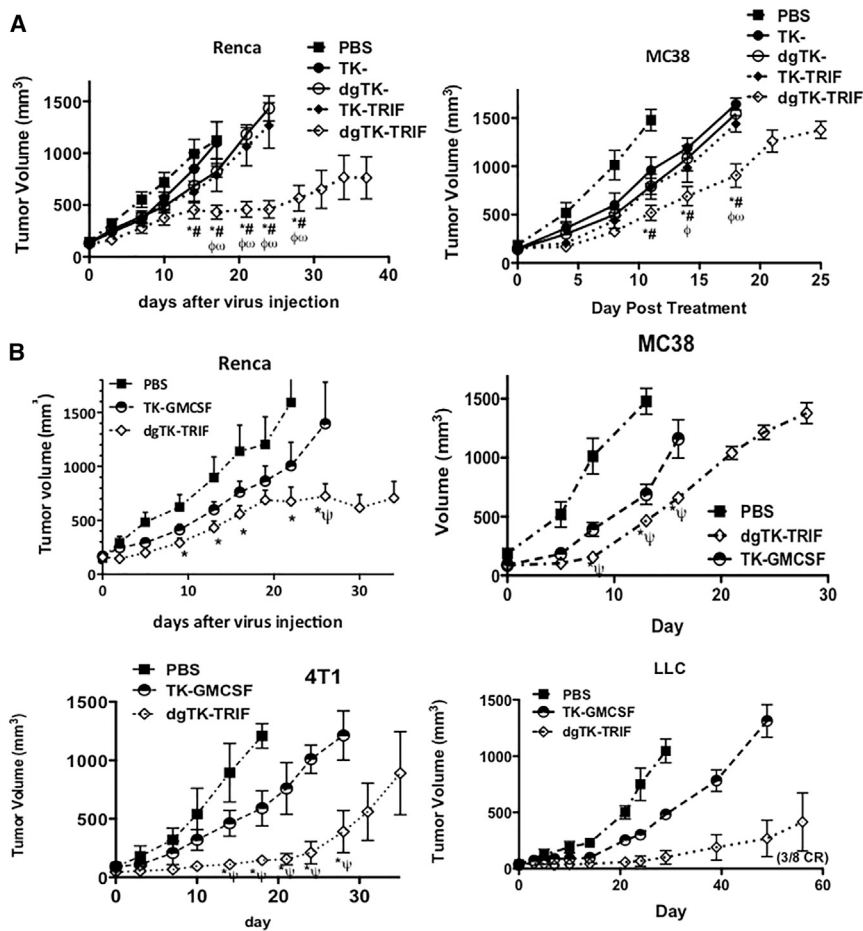 A
Renca
PBS
TK-
dgTK-
TK-TRIF
dgTK-TRIF
Tumor Volume (mm³)
1500
1000
500
0
*# *# *# *# *#
ϕω ϕω ϕω ϕω
0 10 20 30 40
days after virus injection
MC38
PBS
TK-
dgTK-
TK-TRIF
dgTK-TRIF
Tumor Volume (mm³)
1500
1000
500
0
*# *# *#
ϕ ϕω
0 5 10 15 20 25
Day Post Treatment
B
Renca
PBS
TK-GMCSF
dgTK-TRIF
Tumor volume (mm³)
1500
1000
500
0
* * * * *ψ
0 10 20 30
days after virus injection
MC38
Volume (mm³)
1500
1000
500
0
*ψ *ψ *ψ
PBS
dgTK-TRIF
TK-GMCSF
0 10 20 30
Day
4T1
PBS
TK-GMCSF
dgTK-TRIF
Tumor Volume (mm³)
1500
1000
500
0
*ψ *ψ *ψ *ψ *ψ
0 10 20 30
day
LLC
PBS
TK-GMCSF
dgTK-TRIF
Tumor Volume (mm³)
1500
1000
500
0
(3/8 CR)
0 20 40 60
Day